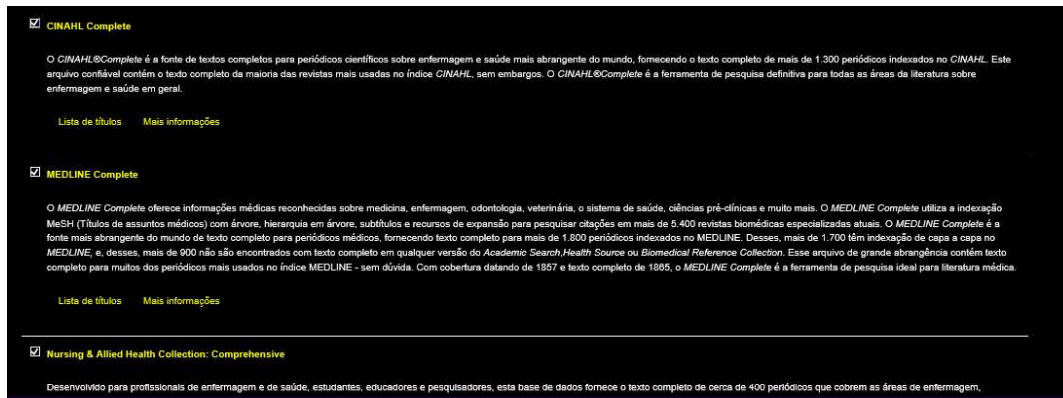 CINAHL Complete
O CINAHL®Complete é a fonte de textos completos para periódicos científicos sobre enfermagem e saúde mais abrangente do mundo, fornecendo o texto completo de mais de 1.300 periódicos indexados no CINAHL. Este
arquivo confiável contém o texto completo da maioria das revistas mais usadas no índice CINAHL, sem embargos. O CINAHL®Complete é a ferramenta de pesquisa definitiva para todas as áreas da literatura sobre
enfermagem e saúde em geral.
Lista de títulos Mais informações
MEDLINE Complete
O MEDLINE Complete oferece informações médicas reconhecidas sobre medicina, enfermagem, odontologia, veterinária, o sistema de saúde, ciências pré-clínicas e muito mais. O MEDLINE Complete utiliza a indexação
MeSH (Títulos de assuntos médicos) com árvore, hierarquia em árvore, subtítulos e recursos de expansão para pesquisar citações em mais de 5.400 revistas biomédicas especializadas atuais. O MEDLINE Complete é a
fonte mais abrangente do mundo de texto completo para periódicos médicos, fornecendo texto completo para mais de 1.800 periódicos indexados no MEDLINE. Desses, mais de 1.700 têm indexação de capa a capa no
MEDLINE, e, desses, mais de 900 não são encontrados com texto completo em qualquer versão do Academic Search,Health Source ou Biomedical Reference Collection. Esse arquivo de grande abrangência contém texto
completo para muitos dos periódicos mais usados no índice MEDLINE - sem dúvida. Com cobertura datando de 1857 e texto completo de 1865, o MEDLINE Complete é a ferramenta de pesquisa ideal para literatura médica.
Lista de títulos Mais informações
Nursing & Allied Health Collection: Comprehensive
Desenvolvido para profissionais de enfermagem e de saúde, estudantes, educadores e pesquisadores, esta base de dados fornece o texto completo de cerca de 400 periódicos que cobrem as áreas de enfermagem,